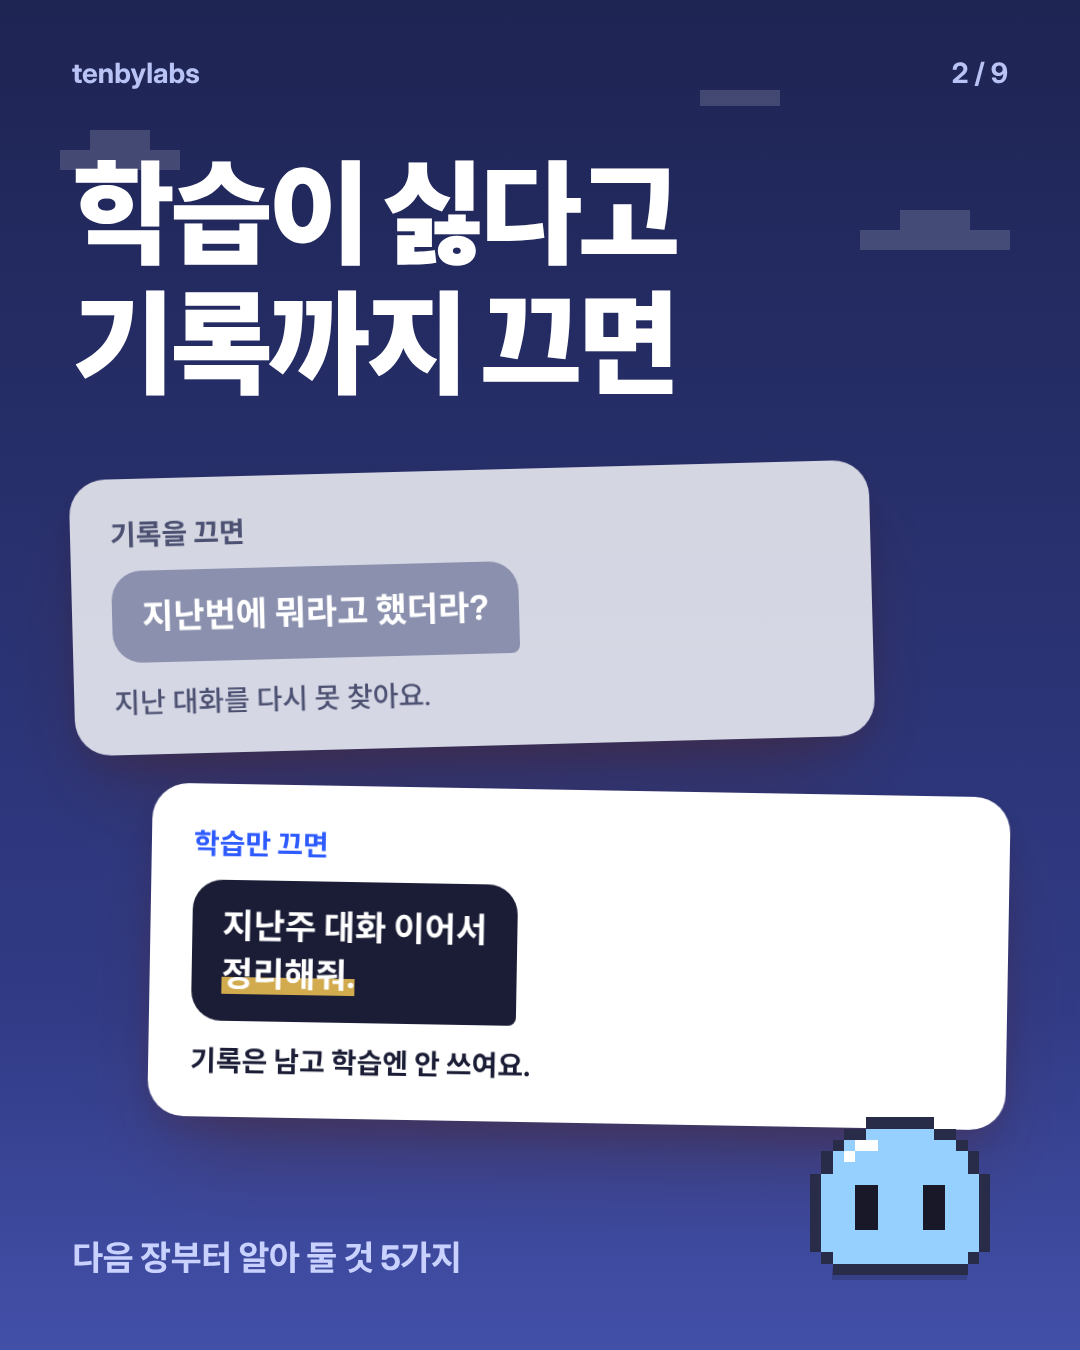 tenbylabs
2 / 9
학습이 싫다고
기록까지 끄면
기록을 끄면
지난번에 뭐라고 했더라?
지난 대화를 다시 못 찾아요.
학습만 끄면
지난주 대화 이어서
정리해줘.
기록은 남고 학습엔 안 쓰여요.
다음 장부터 알아 둘 것 5가지